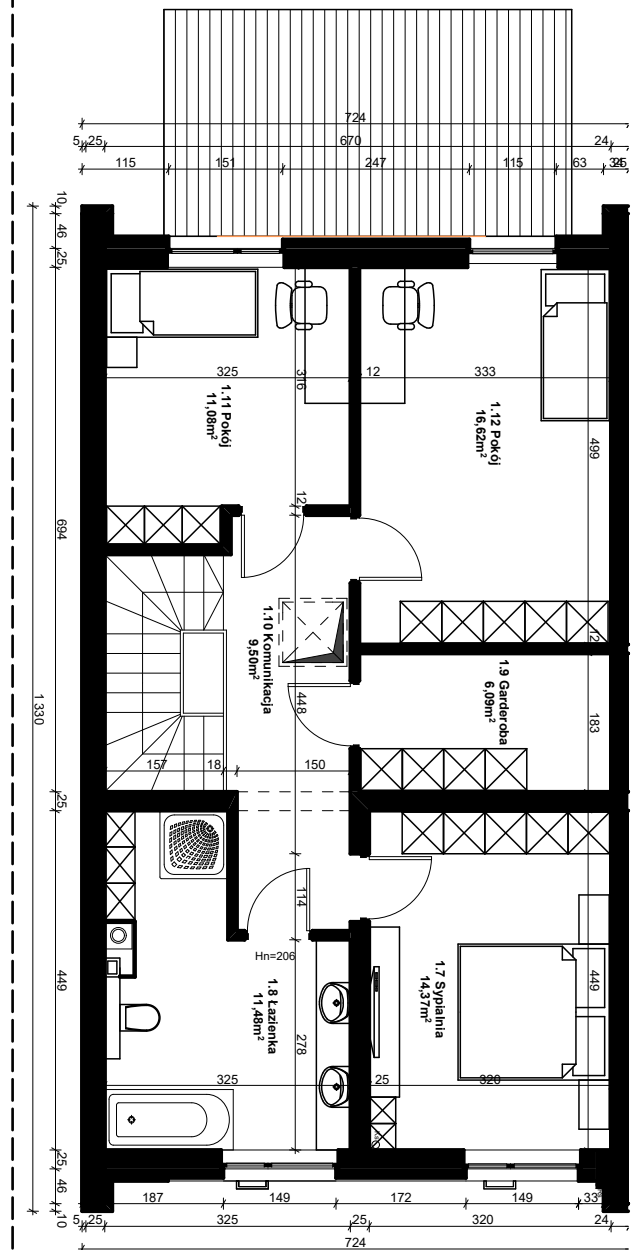 724
5 25 670 24
115 151 247 115 63
10
46
25
694
1 330
25
449
25
46
10
325
316
12
333
1.11 Pokój
11,08m²
1.12 Pokój
16,62m²
499
12
12
1.10 Komunikacja
9,50m²
448
1.9 Garderoba
6,09m²
183
157 18 150
114
Hn=206
1.8 Łazienka
11,48m²
278
1.7 Sypialnia
14,37m²
449
325 25 320
187 149 172 149 33
5 25 325 25 320 24
724